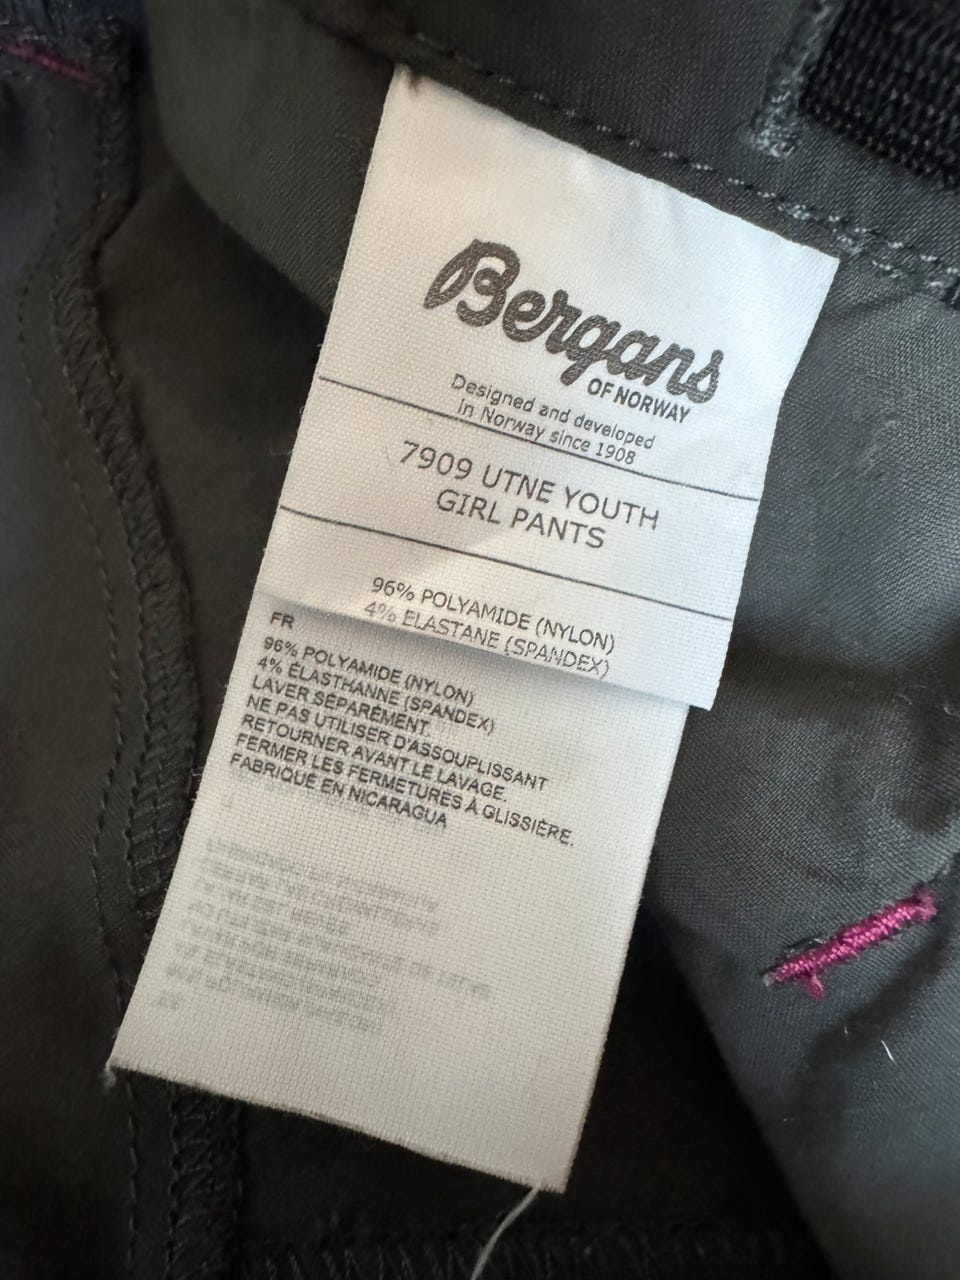 Bergans
OF NORWAY
Designed and developed
in Norway since 1908
7909 UTNE YOUTH
GIRL PANTS
96% POLYAMIDE (NYLON)
4% ELASTANE (SPANDEX)
FR
96% POLYAMIDE (NYLON)
4% ÉLASTHANNE (SPANDEX)
LAVER SÉPARÉMENT.
NE PAS UTILISER D'ASSOUPLISSANT
RETOURNER AVANT LE LAVAGE.
FERMER LES FERMETURES À GLISSIÈRE.
FABRIQUÉ EN NICARAGUA